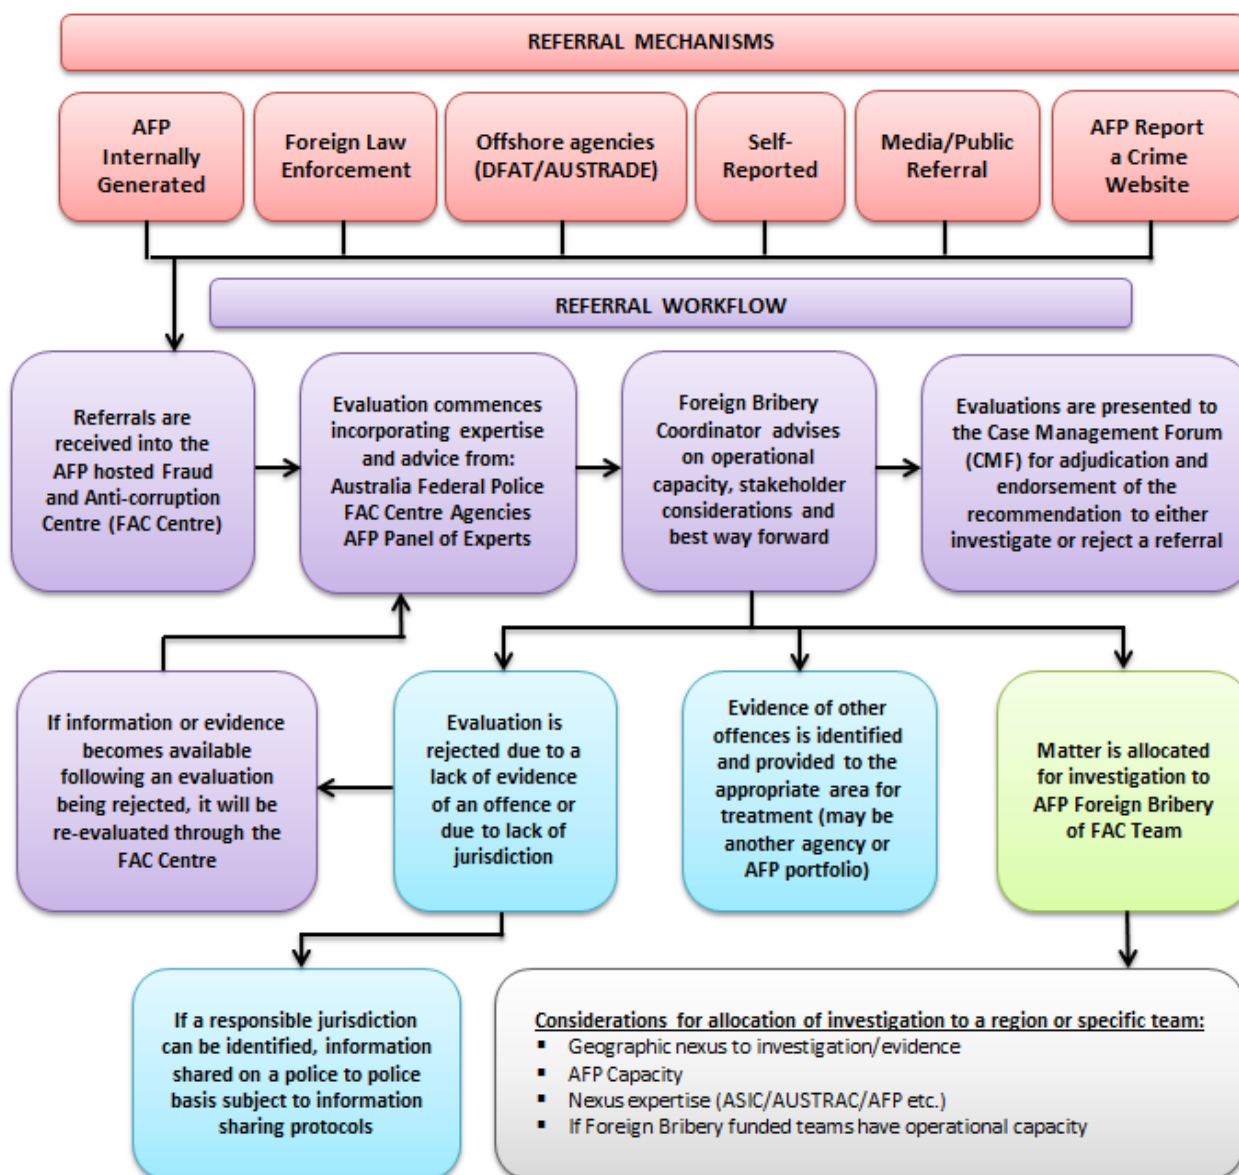 REFERRAL MECHANISMS
AFP
Internally
Generated
Foreign Law
Enforcement
Offshore agencies
(DFAT/AUSTRADE)
Self-
Reported
Media/Public
Referral
AFP Report
a Crime
Website
REFERRAL WORKFLOW
Referrals are
received into the
AFP hosted Fraud
and Anti-corruption
Centre (FAC Centre)
Evaluation commences
incorporating expertise
and advice from:
Australia Federal Police
FAC Centre Agencies
AFP Panel of Experts
Foreign Bribery
Coordinator advises
on operational
capacity, stakeholder
considerations and
best way forward
Evaluations are presented to
the Case Management Forum
(CMF) for adjudication and
endorsement of the
recommendation to either
investigate or reject a referral
If information or evidence
becomes available
following an evaluation
being rejected, it will be
re-evaluated through the
FAC Centre
Evaluation is
rejected due to a
lack of evidence
of an offence or
due to lack of
jurisdiction
Evidence of other
offences is identified
and provided to the
appropriate area for
treatment (may be
another agency or
AFP portfolio)
Matter is allocated
for investigation to
AFP Foreign Bribery
of FAC Team
If a responsible jurisdiction
can be identified, information
shared on a police to police
basis subject to information
sharing protocols
Considerations for allocation of investigation to a region or specific team:
▪ Geographic nexus to investigation/evidence
▪ AFP Capacity
▪ Nexus expertise (ASIC/AUSTRAC/AFP etc.)
▪ If Foreign Bribery funded teams have operational capacity